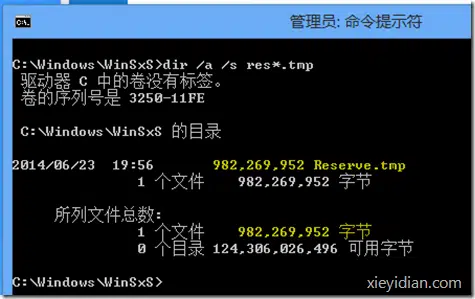 管理员: 命令提示符
C:\Windows\WinSxS>dir /a /s res*.tmp
驱动器 C 中的卷没有标签。
卷的序列号是 3250-11FE
C:\Windows\WinSxS 的目录
2014/06/23  19:56       982,269,952 Reserve.tmp
1 个文件    982,269,952 字节
所列文件总数:
1 个文件    982,269,952 字节
0 个目录 124,306,026,496 可用字节
C:\Windows\WinSxS>
xieyidian.com